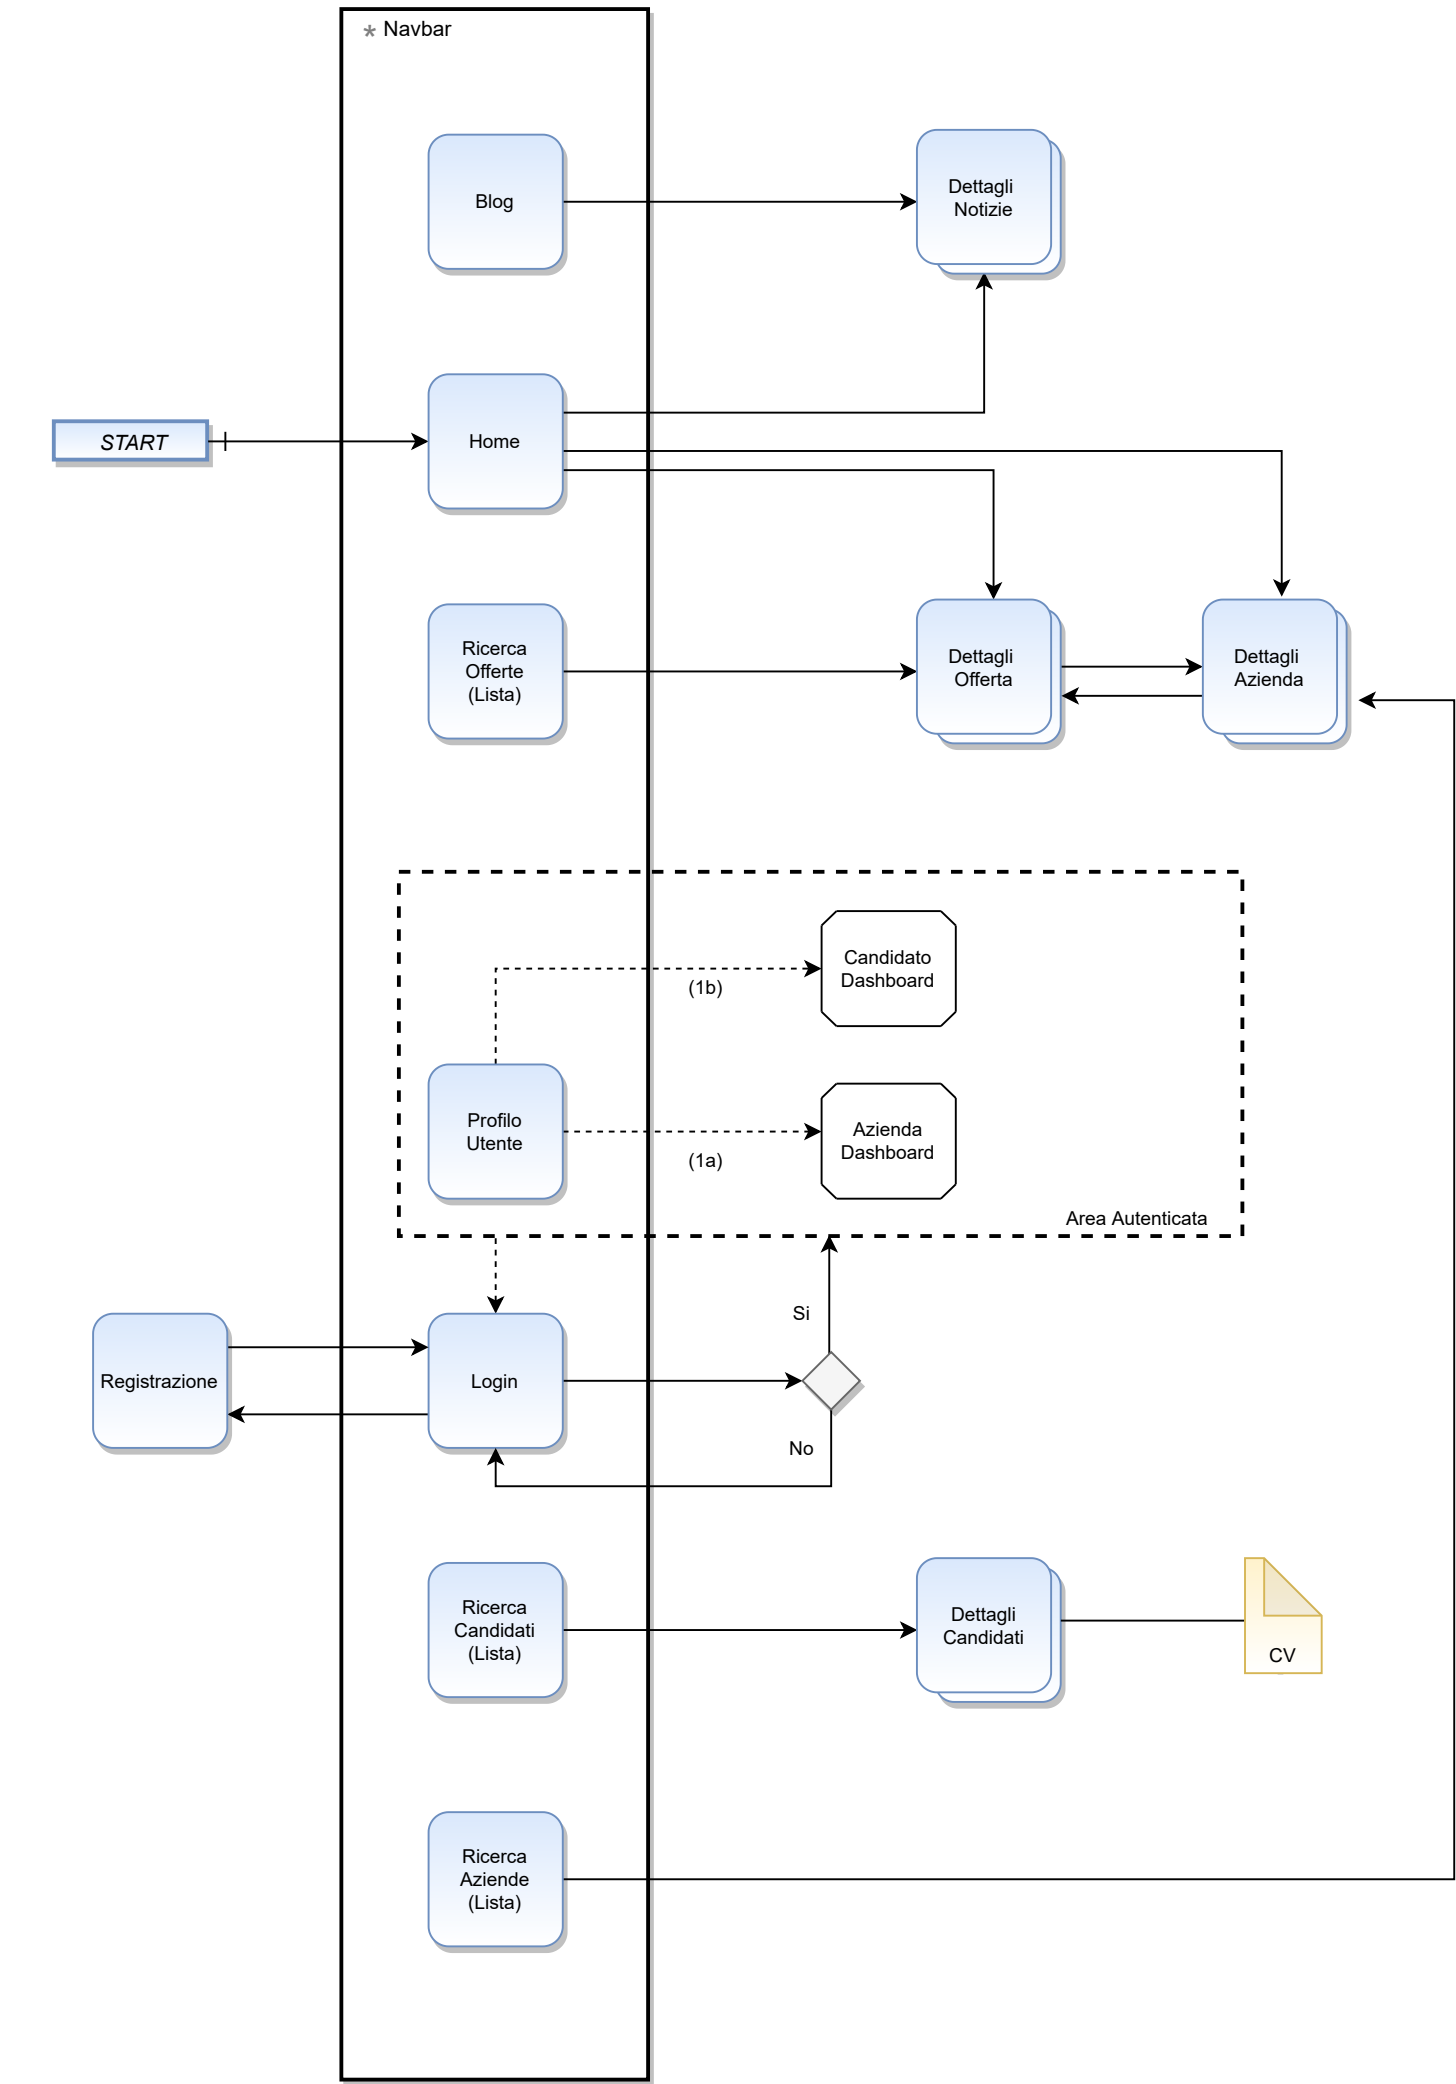 * Navbar
Blog
Dettagli
Notizie
START
Home
Ricerca
Offerte
(Lista)
Dettagli
Offerta
Dettagli
Azienda
Candidato
Dashboard
(1b)
Profilo
Utente
(1a)
Azienda
Dashboard
Area Autenticata
Si
Registrazione
Login
No
Ricerca
Candidati
(Lista)
Dettagli
Candidati
CV
Ricerca
Aziende
(Lista)